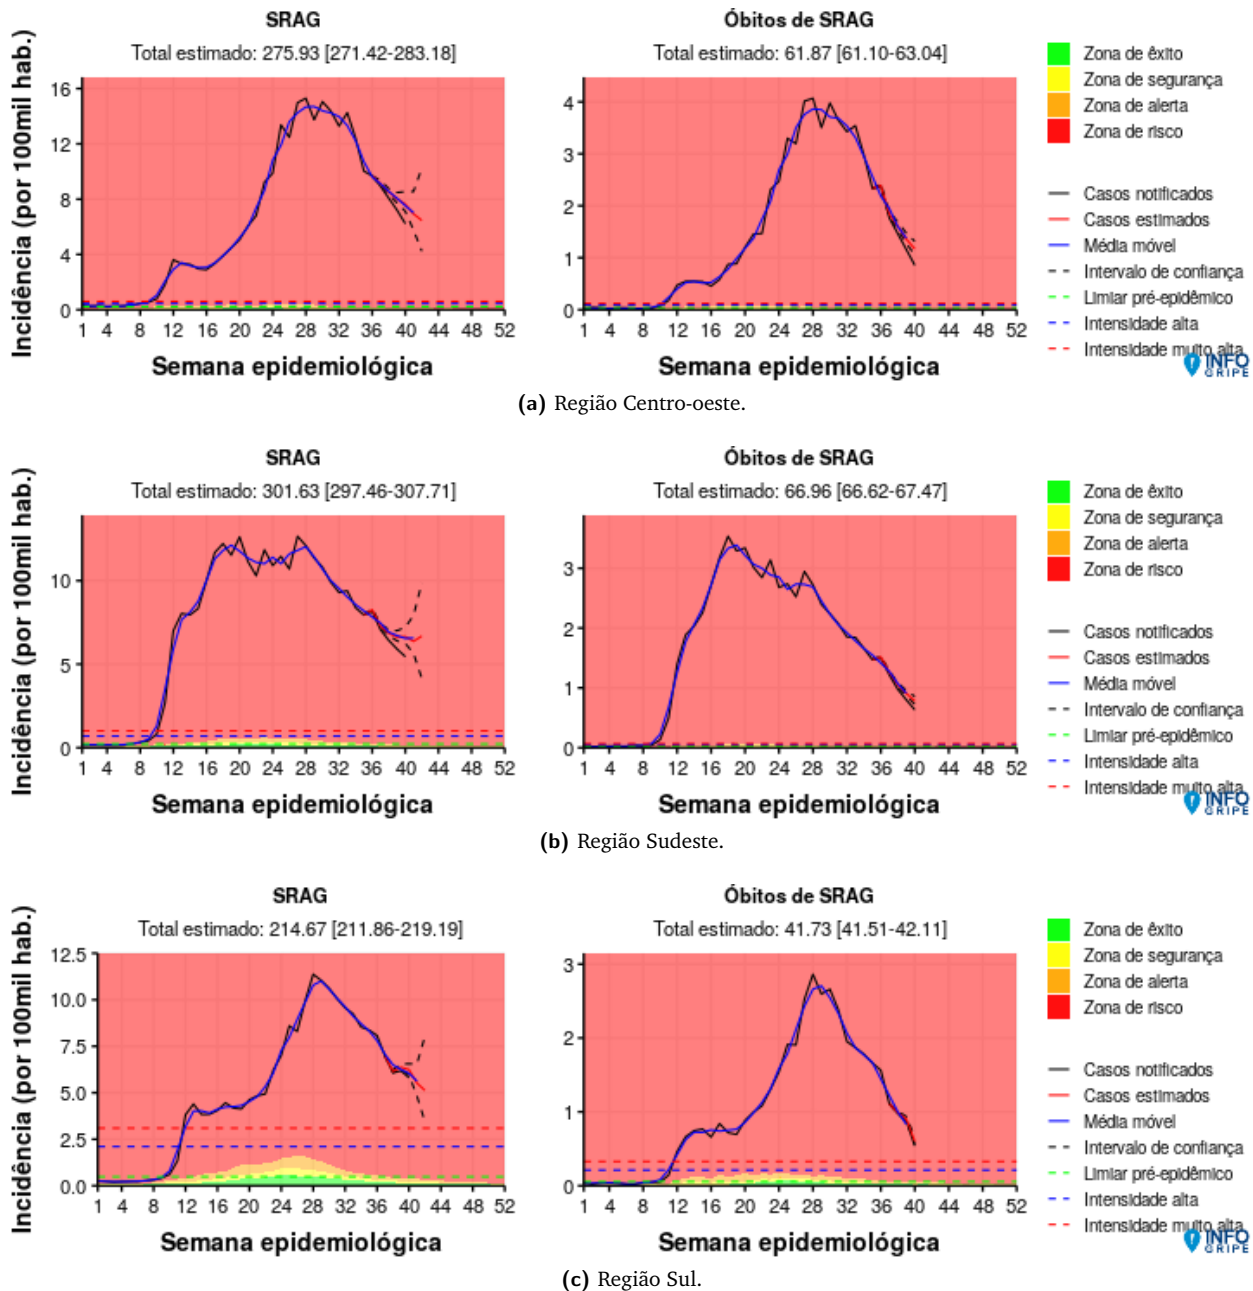 SRAG
Total estimado: 275.93 [271.42-283.18]
Óbitos de SRAG
Total estimado: 61.87 [61.10-63.04]
Incidência (por 100mil hab.)
16
12
8
4
0
1 4 8 12 16 20 24 28 32 36 40 44 48 52
Semana epidemiológica
4
3
2
1
0
1 4 8 12 16 20 24 28 32 36 40 44 48 52
Semana epidemiológica
Zona de êxito
Zona de segurança
Zona de alerta
Zona de risco
Casos notificados
Casos estimados
Média móvel
Intervalo de confiança
Limiar pré-epidêmico
Intensidade alta
Intensidade muito alta
INFO
GRIPE
(a) Região Centro-oeste.
SRAG
Total estimado: 301.63 [297.46-307.71]
Óbitos de SRAG
Total estimado: 66.96 [66.62-67.47]
Incidência (por 100mil hab.)
10
5
0
1 4 8 12 16 20 24 28 32 36 40 44 48 52
Semana epidemiológica
3
2
1
0
1 4 8 12 16 20 24 28 32 36 40 44 48 52
Semana epidemiológica
Zona de êxito
Zona de segurança
Zona de alerta
Zona de risco
Casos notificados
Casos estimados
Média móvel
Intervalo de confiança
Limiar pré-epidêmico
Intensidade alta
Intensidade muito alta
INFO
GRIPE
(b) Região Sudeste.
SRAG
Total estimado: 214.67 [211.86-219.19]
Óbitos de SRAG
Total estimado: 41.73 [41.51-42.11]
Incidência (por 100mil hab.)
12.5
10.0
7.5
5.0
2.5
0.0
1 4 8 12 16 20 24 28 32 36 40 44 48 52
Semana epidemiológica
3
2
1
0
1 4 8 12 16 20 24 28 32 36 40 44 48 52
Semana epidemiológica
Zona de êxito
Zona de segurança
Zona de alerta
Zona de risco
Casos notificados
Casos estimados
Média móvel
Intervalo de confiança
Limiar pré-epidêmico
Intensidade alta
Intensidade muito alta
INFO
GRIPE
(c) Região Sul.